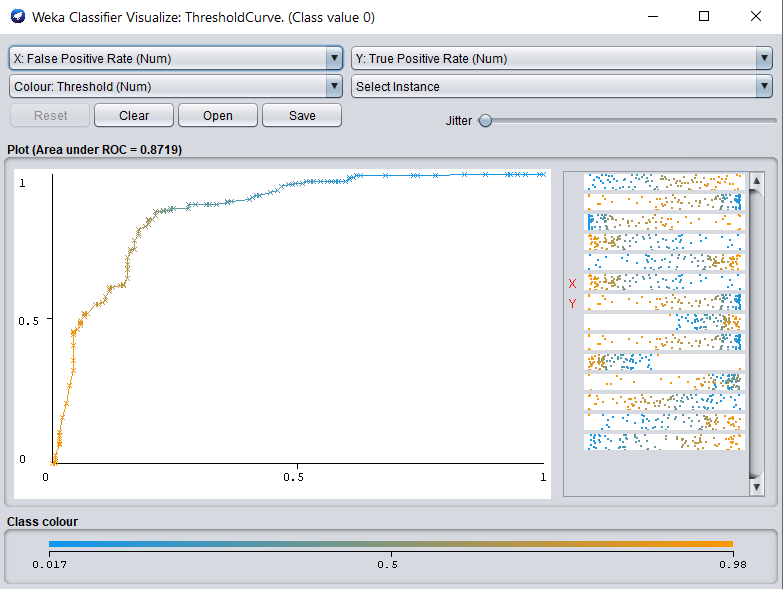 Weka Classifier Visualize: ThresholdCurve. (Class value 0)
X: False Positive Rate (Num) Y: True Positive Rate (Num)
Colour: Threshold (Num) Select Instance
Reset Clear Open Save Jitter
Plot (Area under ROC = 0.8719)
1
X
Y
0.5
0
0 0.5 1
Class colour
0.017 0.5 0.98